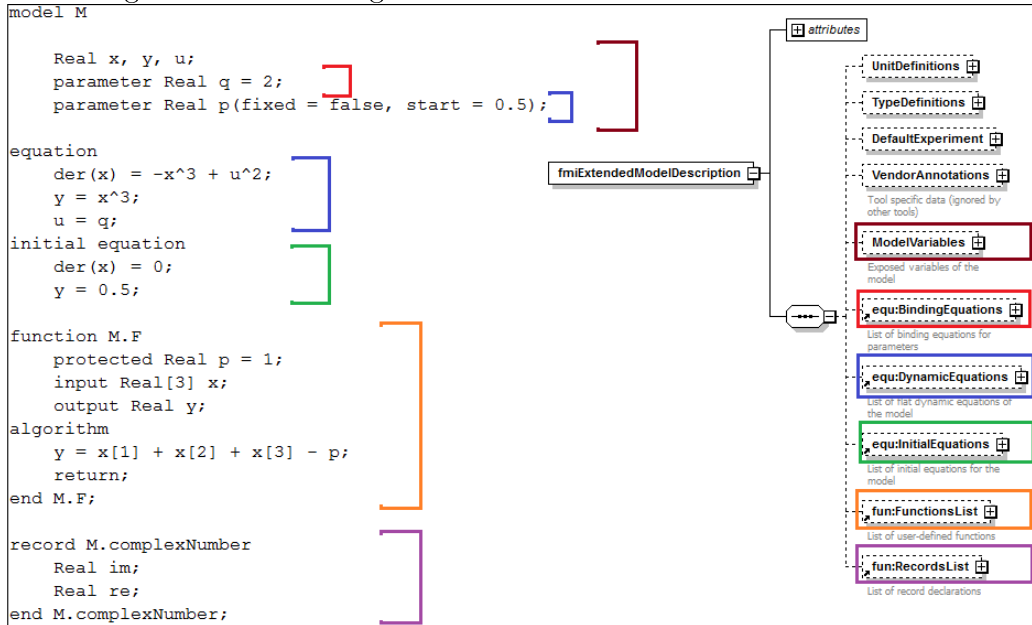 model M
Real x, y, u;
parameter Real q = 2;
parameter Real p(fixed = false, start = 0.5);
equation
der(x) = -x^3 + u^2;
y = x^3;
u = q;
initial equation
der(x) = 0;
y = 0.5;
function M.F
protected Real p = 1;
input Real[3] x;
output Real y;
algorithm
y = x[1] + x[2] + x[3] - p;
return;
end M.F;
record M.complexNumber
Real im;
Real re;
end M.complexNumber;
fmiExtendedModelDescription
attributes
UnitDefinitions
TypeDefinitions
DefaultExperiment
VendorAnnotations
Tool specific data (ignored by
other tools)
ModelVariables
Exposed variables of the
model
equ:BindingEquations
List of binding equations for
parameters
equ:DynamicEquations
List of flat dynamic equations of
the model
equ:InitialEquations
List of initial equations for the
model
fun:FunctionsList
List of user-defined functions
fun:RecordsList
List of record declarations